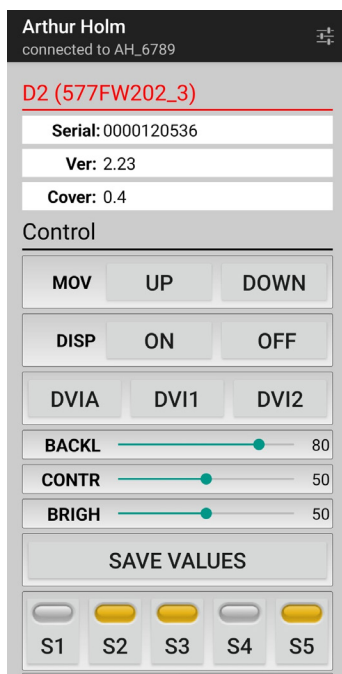 Arthur Holm
connected to AH_6789
D2 (577FW202_3)
Serial: 0000120536
Ver: 2.23
Cover: 0.4
Control
MOV UP DOWN
DISP ON OFF
DVIA DVI1 DVI2
BACKL 80
CONTR 50
BRIGH 50
SAVE VALUES
S1 S2 S3 S4 S5